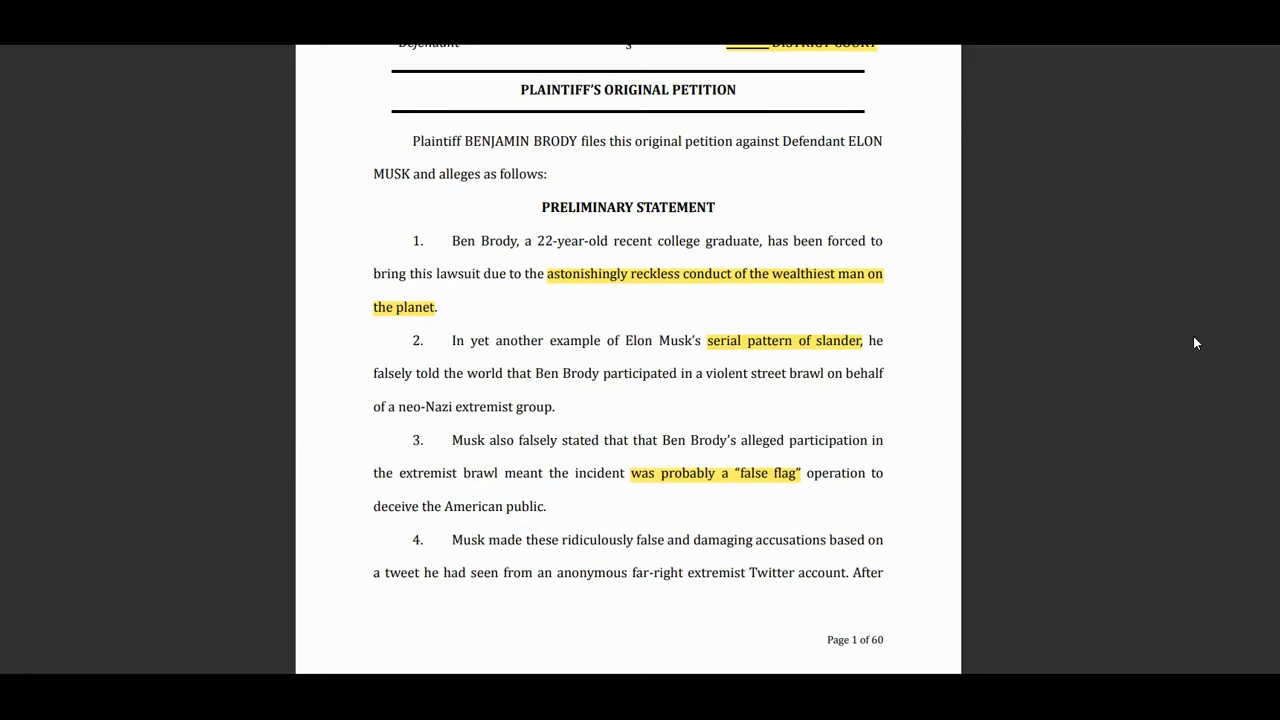 Defendant § DISTRICT COURT
PLAINTIFF’S ORIGINAL PETITION
Plaintiff BENJAMIN BRODY files this original petition against Defendant ELON
MUSK and alleges as follows:
PRELIMINARY STATEMENT
1. Ben Brody, a 22-year-old recent college graduate, has been forced to
bring this lawsuit due to the astonishingly reckless conduct of the wealthiest man on
the planet.
2. In yet another example of Elon Musk’s serial pattern of slander, he
falsely told the world that Ben Brody participated in a violent street brawl on behalf
of a neo-Nazi extremist group.
3. Musk also falsely stated that that Ben Brody’s alleged participation in
the extremist brawl meant the incident was probably a “false flag” operation to
deceive the American public.
4. Musk made these ridiculously false and damaging accusations based on
a tweet he had seen from an anonymous far-right extremist Twitter account. After
Page 1 of 60